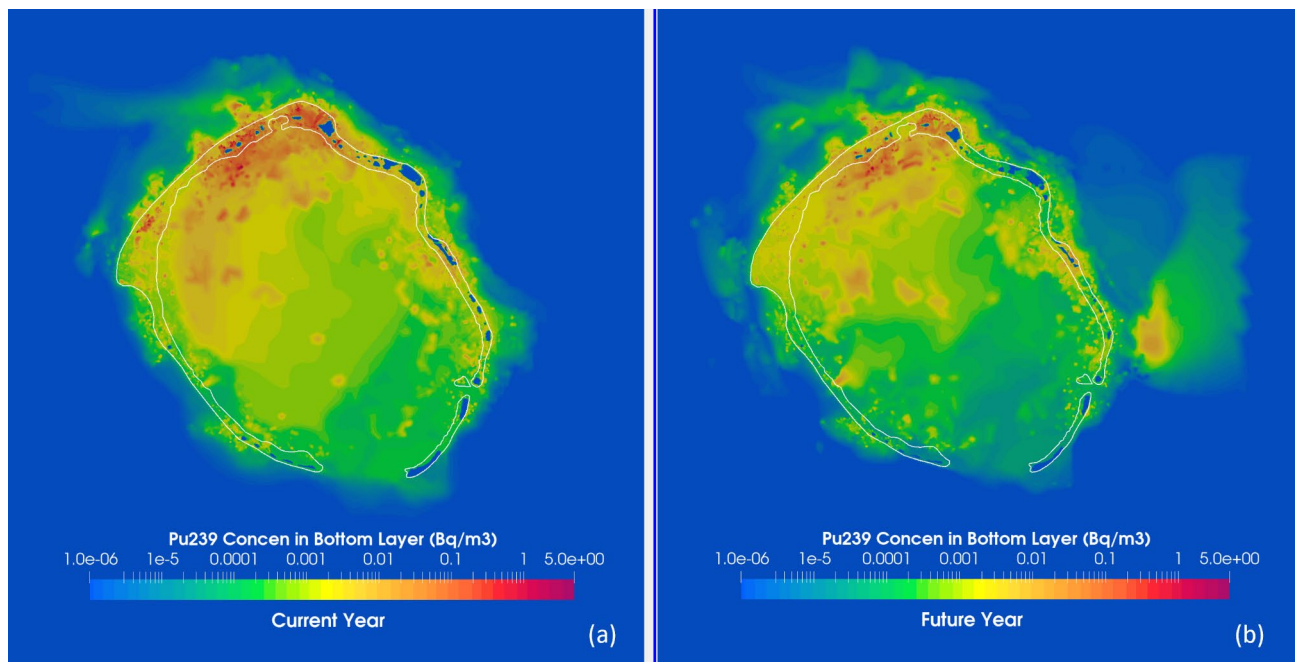 Pu239 Concen in Bottom Layer (Bq/m3)
1.0e-06 1e-5 0.0001 0.001 0.01 0.1 1 5.0e+00
Current Year
(a)
Pu239 Concen in Bottom Layer (Bq/m3)
1.0e-06 1e-5 0.0001 0.001 0.01 0.1 1 5.0e+00
Future Year
(b)